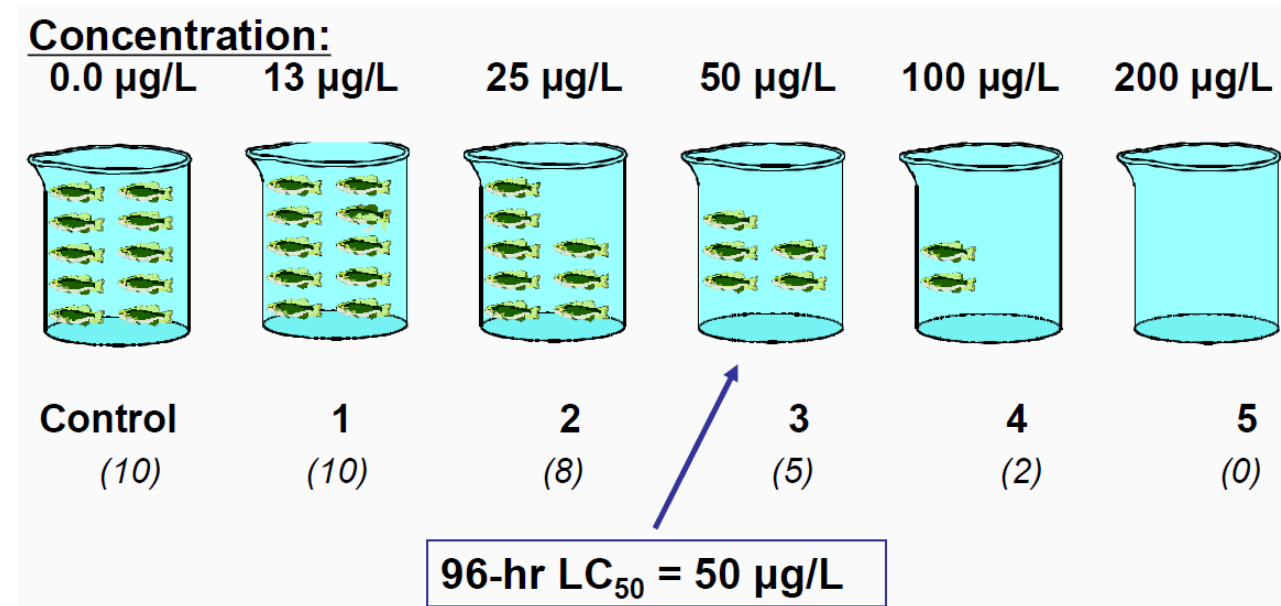 Concentration:
0.0 µg/L 13 µg/L 25 µg/L 50 µg/L 100 µg/L 200 µg/L
Control 1 2 3 4 5
(10) (10) (8) (5) (2) (0)
96-hr LC₅₀ = 50 µg/L